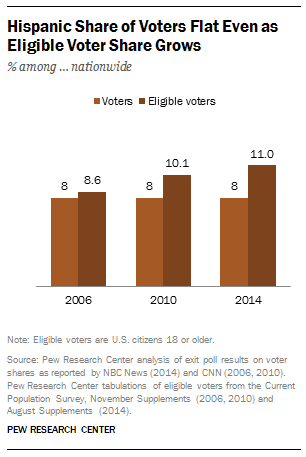 Hispanic Share of Voters Flat Even as
Eligible Voter Share Grows
% among ... nationwide
Voters Eligible voters
8 8.6 8 10.1 8 11.0
2006 2010 2014
Note: Eligible voters are U.S. citizens 18 or older.
Source: Pew Research Center analysis of exit poll results on voter
shares as reported by NBC News (2014) and CNN (2006, 2010).
Pew Research Center tabulations of eligible voters from the Current
Population Survey, November Supplements (2006, 2010) and
August Supplements (2014).
PEW RESEARCH CENTER